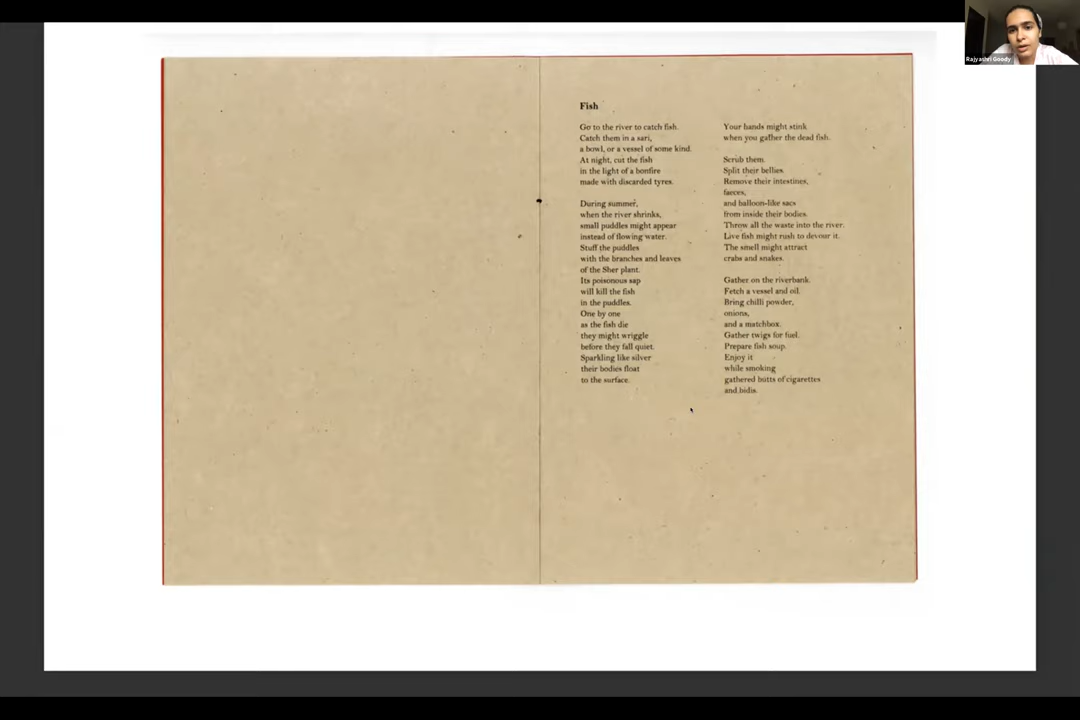 Rajyashri Goody
Fish
Go to the river to catch fish.
Catch them in a sari,
a bowl, or a vessel of some kind.
At night, cut the fish
in the light of a bonfire
made with discarded tyres.
During summer,
when the river shrinks,
small puddles might appear
instead of flowing water.
Stuff the puddles
with the branches and leaves
of the Sher plant.
Its poisonous sap
will kill the fish
in the puddles.
One by one
as the fish die
they might wriggle
before they fall quiet.
Sparkling like silver
their bodies float
to the surface.
Your hands might stink
when you gather the dead fish.
Scrub them.
Split their bellies.
Remove their intestines,
faeces,
and balloon-like sacs
from inside their bodies.
Throw all the waste into the river.
Live fish might rush to devour it.
The smell might attract
crabs and snakes.
Gather on the riverbank.
Fetch a vessel and oil.
Bring chilli powder,
onions,
and a matchbox.
Gather twigs for fuel.
Prepare fish soup.
Enjoy it
while smoking
gathered butts of cigarettes
and bidis.